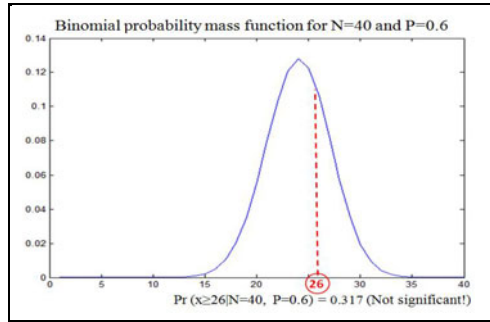 Binomial probability mass function for N=40 and P=0.6
0.14
0.12
0.1
0.08
0.06
0.04
0.02
0
0 5 10 15 20 25 26 30 35 40
Pr (x≥26|N=40, P=0.6) = 0.317 (Not significant!)